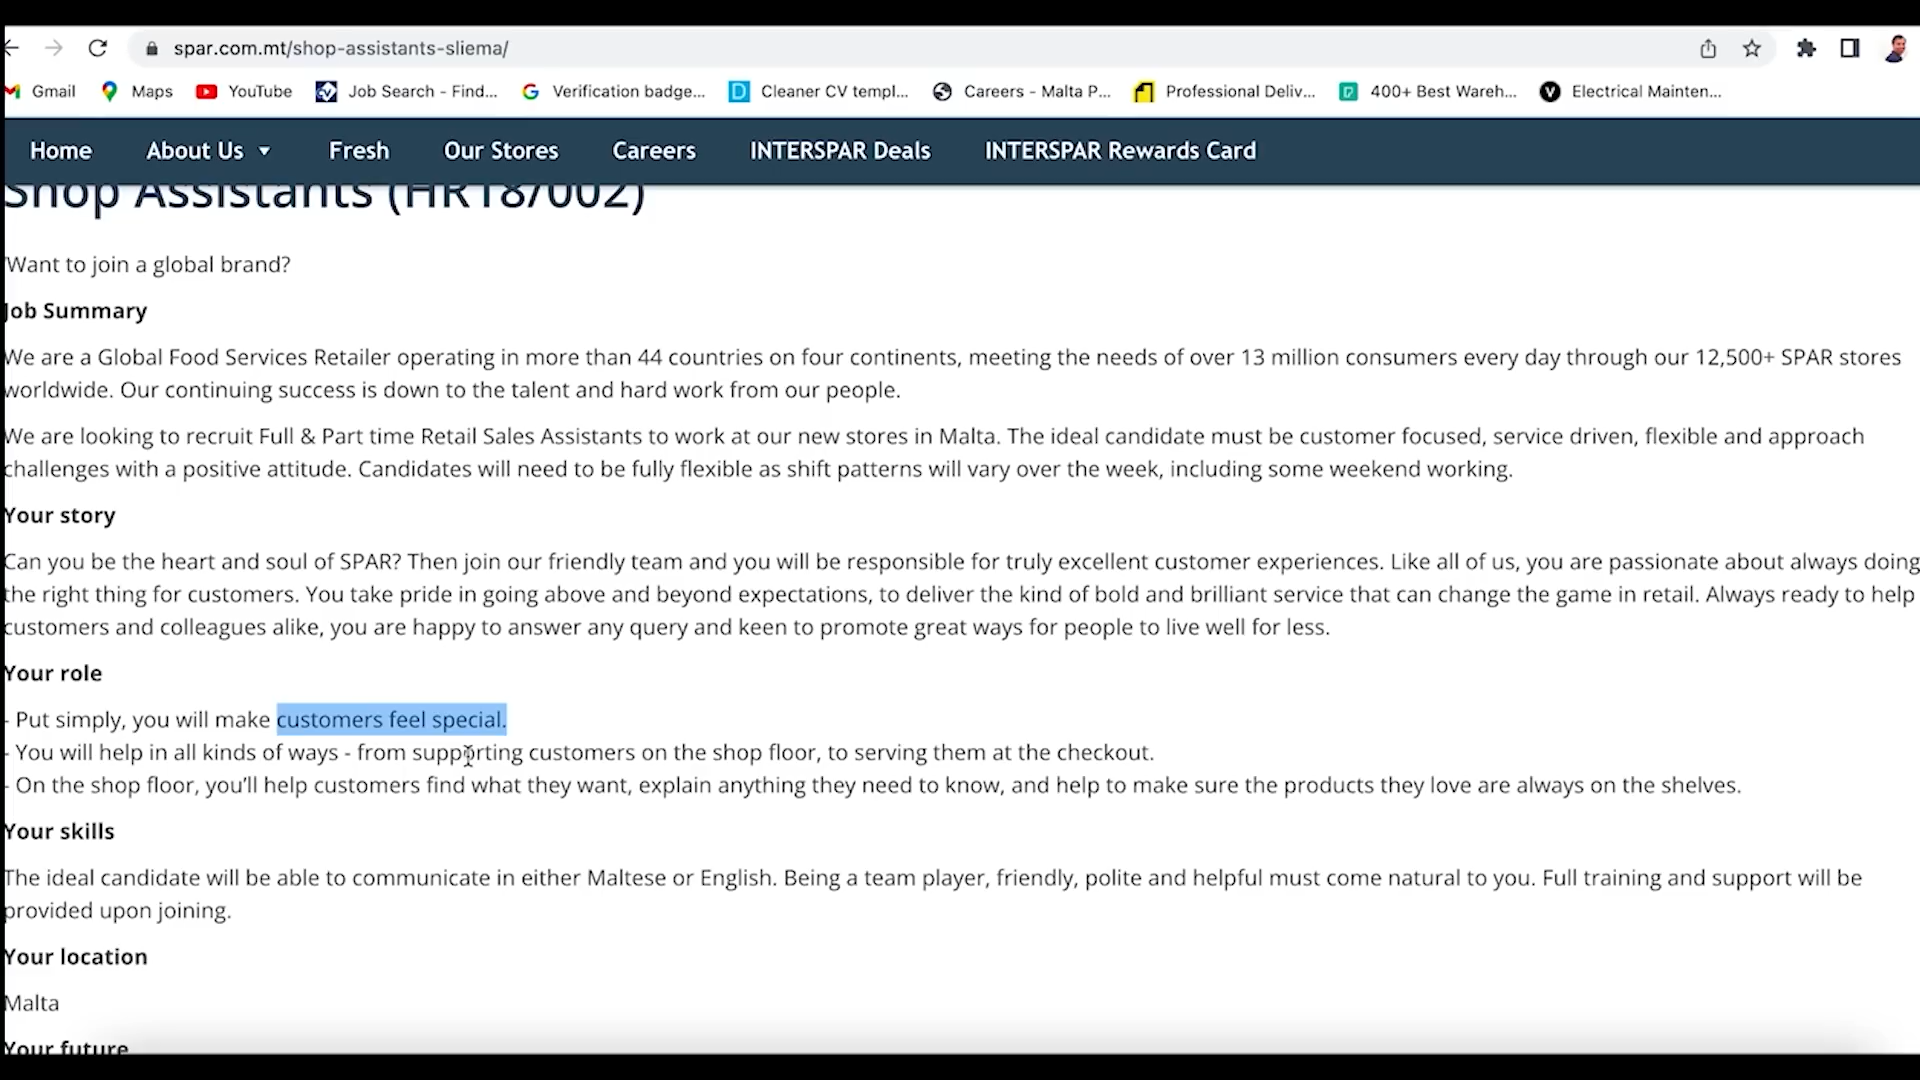 spar.com.mt/shop-assistants-sliema/
Gmail Maps YouTube Job Search - Find... Verification badge... Cleaner CV templ... Careers - Malta P... Professional Deliv... 400+ Best Wareh... Electrical Mainten...
Home About Us Fresh Our Stores Careers INTERSPAR Deals INTERSPAR Rewards Card
Shop Assistants (HR18/002)
Want to join a global brand?
Job Summary
We are a Global Food Services Retailer operating in more than 44 countries on four continents, meeting the needs of over 13 million consumers every day through our 12,500+ SPAR stores
worldwide. Our continuing success is down to the talent and hard work from our people.
We are looking to recruit Full & Part time Retail Sales Assistants to work at our new stores in Malta. The ideal candidate must be customer focused, service driven, flexible and approach
challenges with a positive attitude. Candidates will need to be fully flexible as shift patterns will vary over the week, including some weekend working.
Your story
Can you be the heart and soul of SPAR? Then join our friendly team and you will be responsible for truly excellent customer experiences. Like all of us, you are passionate about always doing
the right thing for customers. You take pride in going above and beyond expectations, to deliver the kind of bold and brilliant service that can change the game in retail. Always ready to help
customers and colleagues alike, you are happy to answer any query and keen to promote great ways for people to live well for less.
Your role
- Put simply, you will make customers feel special.
- You will help in all kinds of ways - from supporting customers on the shop floor, to serving them at the checkout.
- On the shop floor, you’ll help customers find what they want, explain anything they need to know, and help to make sure the products they love are always on the shelves.
Your skills
The ideal candidate will be able to communicate in either Maltese or English. Being a team player, friendly, polite and helpful must come natural to you. Full training and support will be
provided upon joining.
Your location
Malta
Your future